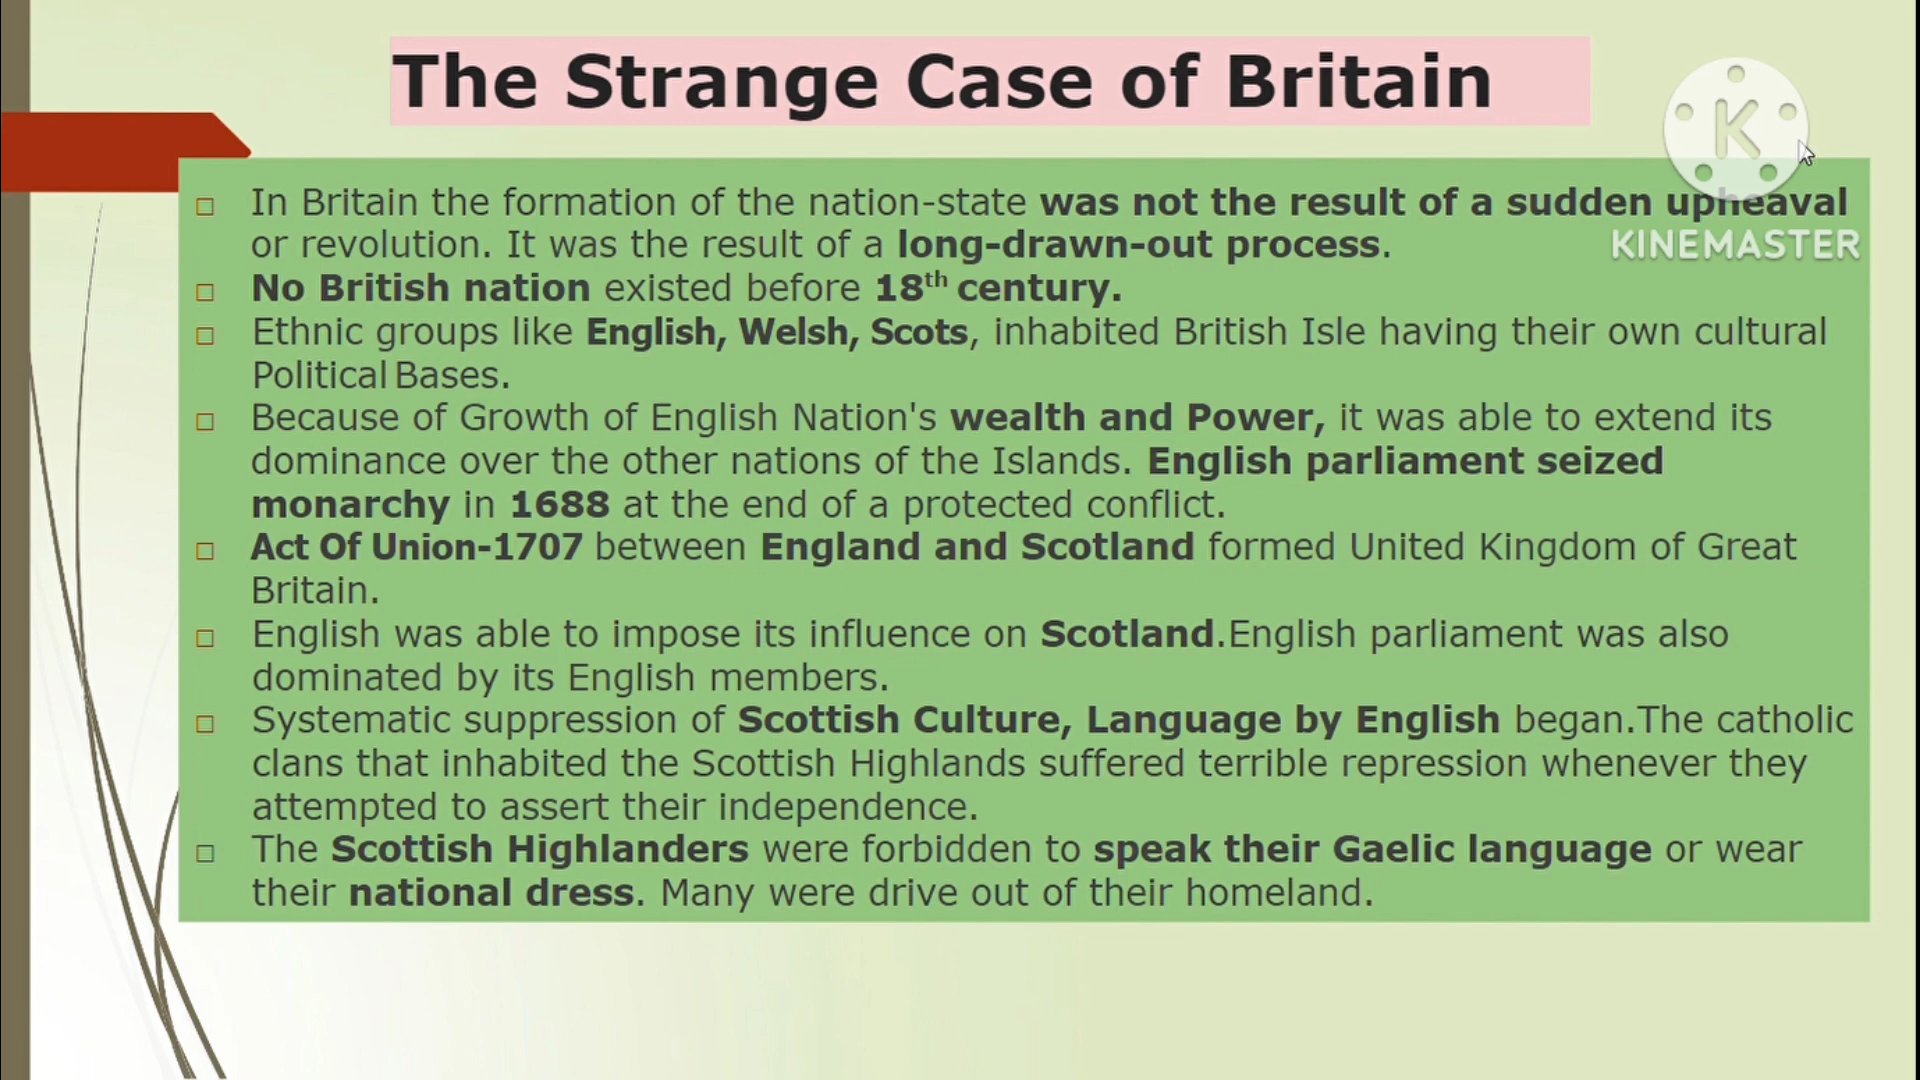 The Strange Case of Britain
K
KINEMASTER
In Britain the formation of the nation-state was not the result of a sudden upheaval
or revolution. It was the result of a long-drawn-out process.
No British nation existed before 18th century.
Ethnic groups like English, Welsh, Scots, inhabited British Isle having their own cultural
Political Bases.
Because of Growth of English Nation's wealth and Power, it was able to extend its
dominance over the other nations of the Islands. English parliament seized
monarchy in 1688 at the end of a protected conflict.
Act Of Union-1707 between England and Scotland formed United Kingdom of Great
Britain.
English was able to impose its influence on Scotland.English parliament was also
dominated by its English members.
Systematic suppression of Scottish Culture, Language by English began.The catholic
clans that inhabited the Scottish Highlands suffered terrible repression whenever they
attempted to assert their independence.
The Scottish Highlanders were forbidden to speak their Gaelic language or wear
their national dress. Many were drive out of their homeland.